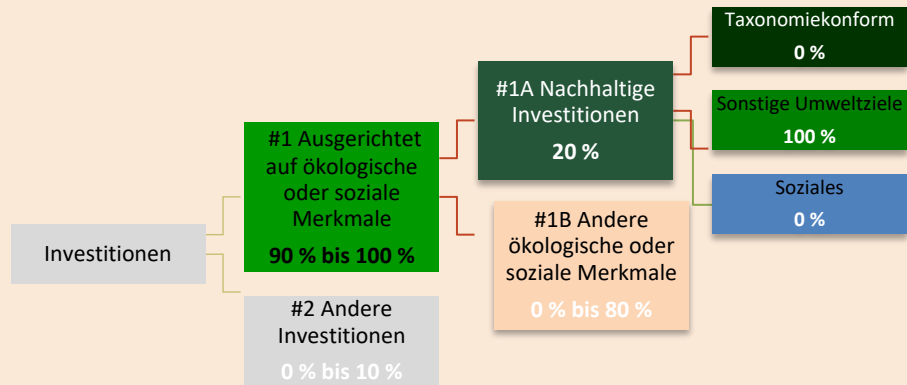 Investitionen
#1 Ausgerichtet
auf ökologische
oder soziale
Merkmale
90 % bis 100 %
#2 Andere
Investitionen
0 % bis 10 %
#1A Nachhaltige
Investitionen
20 %
#1B Andere
ökologische oder
soziale Merkmale
0 % bis 80 %
Taxonomiekonform
0 %
Sonstige Umweltziele
100 %
Soziales
0 %